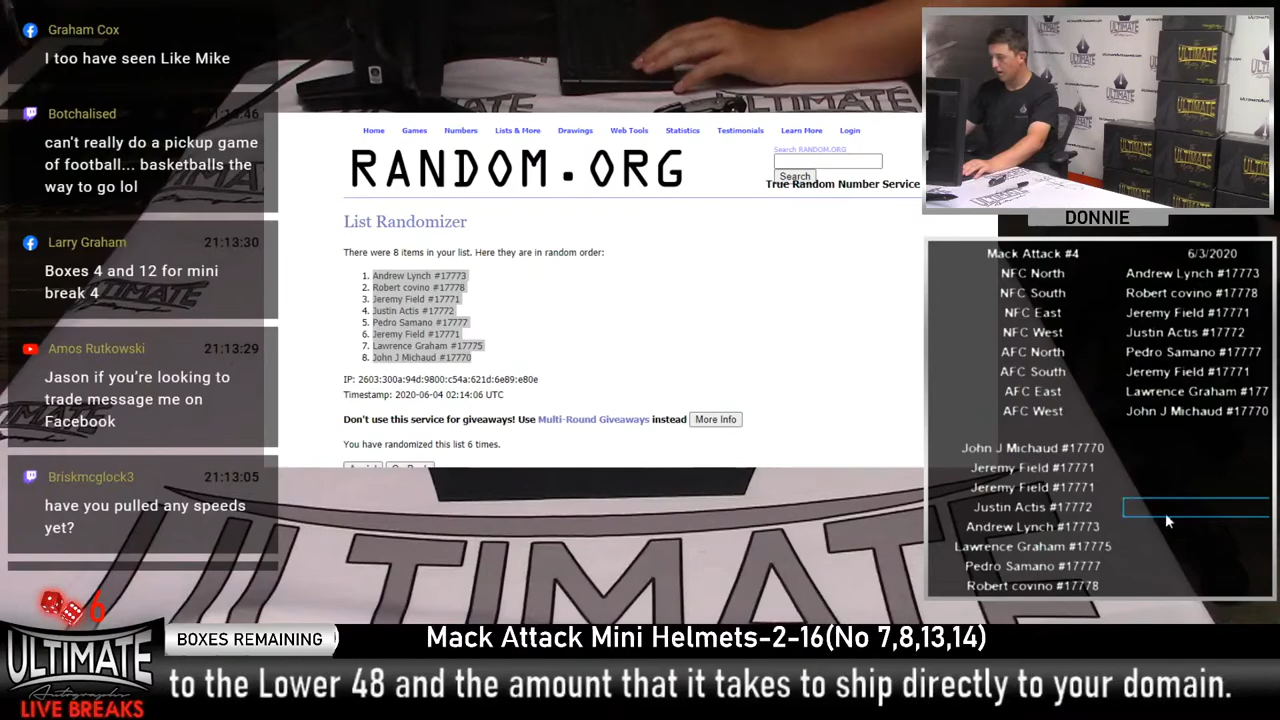 Graham Cox
I too have seen Like Mike
Botchalised 21:13:46
can't really do a pickup game
of football... basketballs the
way to go lol
Larry Graham 21:13:30
Boxes 4 and 12 for mini
break 4
Amos Rutkowski 21:13:29
Jason if you're looking to
trade message me on
Facebook
Briskmcglock3 21:13:05
have you pulled any speeds
yet?
Home Games Numbers Lists & More Drawings Web Tools Statistics Testimonials Learn More Login
RANDOM.ORG
Search RANDOM.ORG
Search
True Random Number Service
List Randomizer
There were 8 items in your list. Here they are in random order:
1. Andrew Lynch #17773
2. Robert covino #17778
3. Jeremy Field #17771
4. Justin Actis #17772
5. Pedro Samano #17777
6. Jeremy Field #17771
7. Lawrence Graham #17775
8. John J Michaud #17770
IP: 2603:300a:94d:9800:c54a:621d:6e89:e80e
Timestamp: 2020-06-04 02:14:06 UTC
Don't use this service for giveaways! Use Multi-Round Giveaways instead More Info
You have randomized this list 6 times.
ULTIMATE
ULTIMATE
DONNIE
Mack Attack #4 6/3/2020
NFC North Andrew Lynch #17773
NFC South Robert covino #17778
NFC East Jeremy Field #17771
NFC West Justin Actis #17772
AFC North Pedro Samano #17777
AFC South Jeremy Field #17771
AFC East Lawrence Graham #177
AFC West John J Michaud #17770
John J Michaud #17770
Jeremy Field #17771
Jeremy Field #17771
Justin Actis #17772
Andrew Lynch #17773
Lawrence Graham #17775
Pedro Samano #17777
Robert covino #17778
6
ULTIMATE
Autographs
LIVE BREAKS
BOXES REMAINING
Mack Attack Mini Helmets-2-16(No 7,8,13,14)
to the Lower 48 and the amount that it takes to ship directly to your domain.